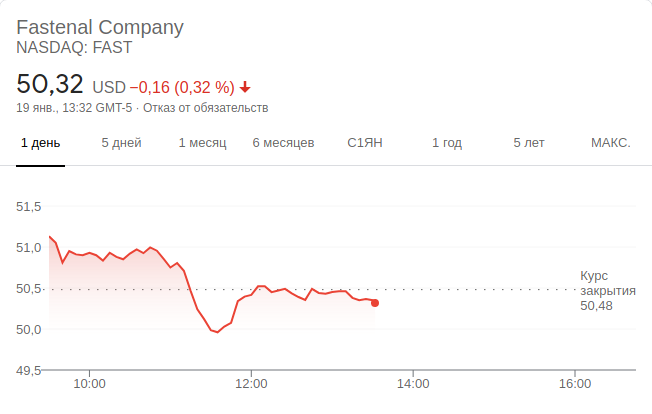 Fastenal Company
NASDAQ: FAST
50,32 USD −0,16 (0,32 %)
19 янв., 13:32 GMT-5 · Отказ от обязательств
1 день 5 дней 1 месяц 6 месяцев С1ЯН 1 год 5 лет МАКС.
51,5
51,0
50,5
50,0
49,5
Курс
закрытия
50,48
10:00 12:00 14:00 16:00